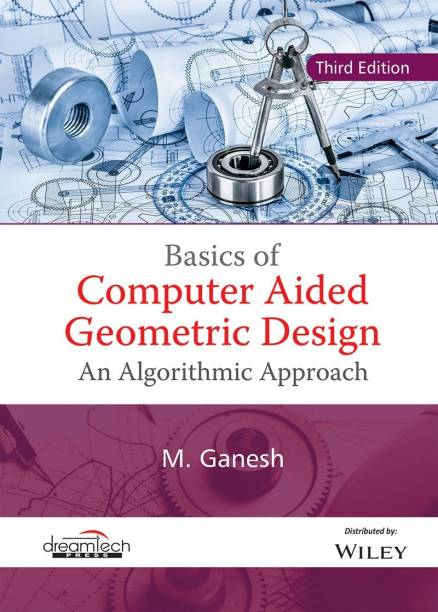 Third Edition
Basics of
Computer Aided
Geometric Design
An Algorithmic Approach
M. Ganesh
dreamtech
PRESS
Distributed by:
WILEY